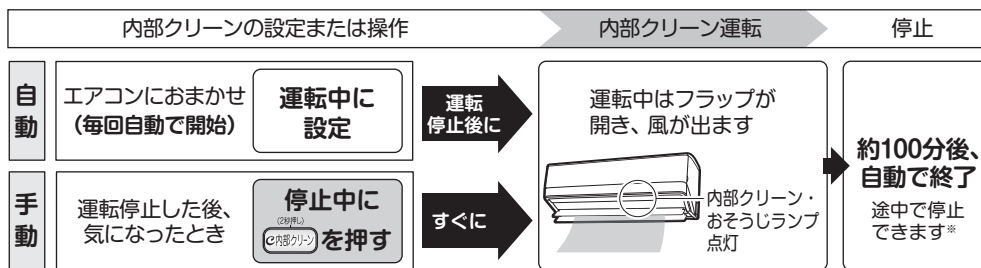 内部クリーンの設定または操作
内部クリーン運転
停止
自動
エアコンにおまかせ
(毎回自動で開始)
運転中に
設定
運転
停止後に
手動
運転停止した後、
気になったとき
停止中に
(2秒押し)
内部クリーン を押す
すぐに
運転中はフラップが
開き、風が出ます
内部クリーン・
おそうじランプ
点灯
約100分後、
自動で終了
途中で停止
できます※